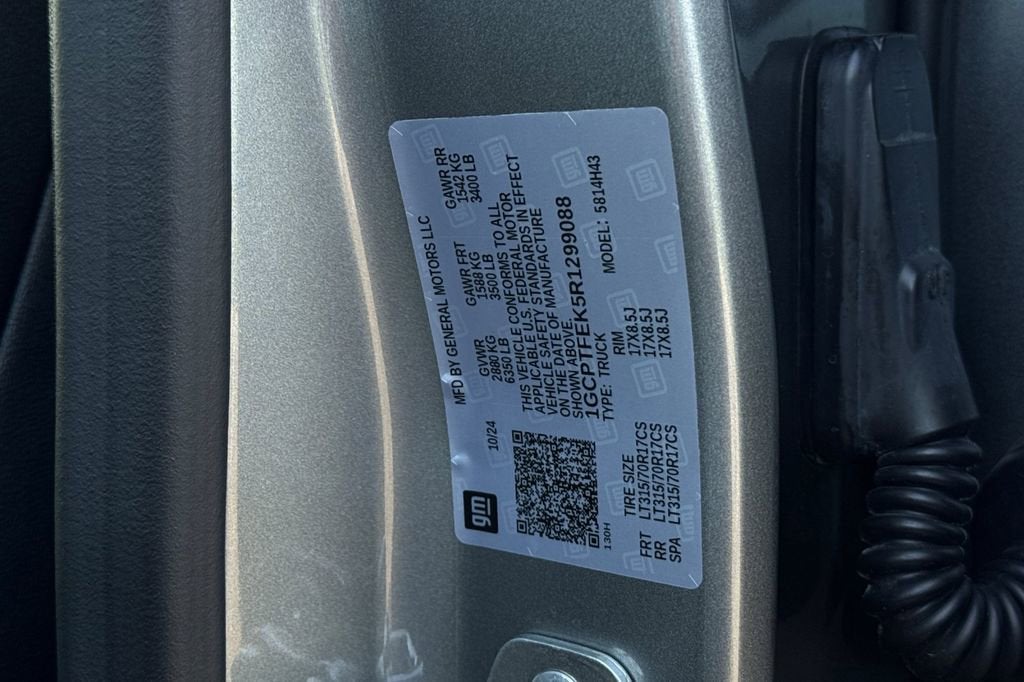 MFD BY GENERAL MOTORS LLC
10/24
GVWR GAWR FRT GAWR RR
2880 KG 1588 KG 1542 KG
6350 LB 3500 LB 3400 LB
THIS VEHICLE CONFORMS TO ALL
APPLICABLE U.S. FEDERAL MOTOR
VEHICLE SAFETY STANDARDS IN EFFECT
ON THE DATE OF MANUFACTURE
SHOWN ABOVE.
1GCPTFEK5R1299088
TYPE: TRUCK MODEL: 5814H43
gm
1.30H
TIRE SIZE RIM
FRT LT315/70R17CS 17X8.5J
RR LT315/70R17CS 17X8.5J
SPA LT315/70R17CS 17X8.5J